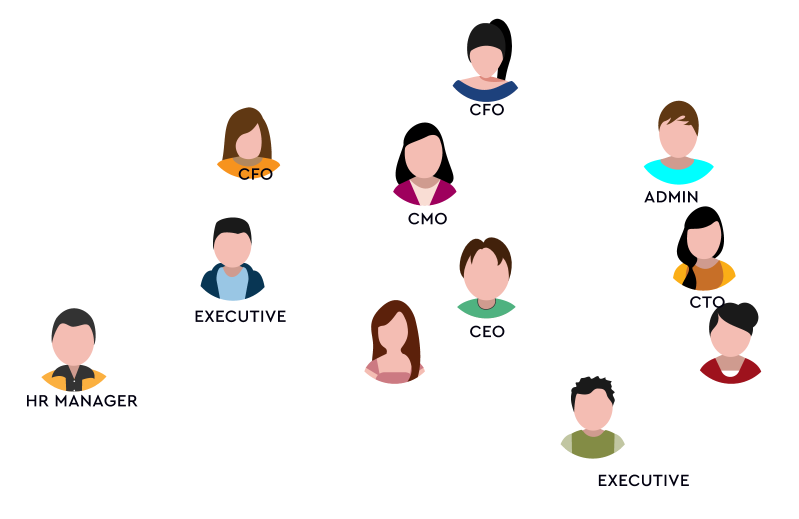 CFO
CFO
ADMIN
CMO
CTO
EXECUTIVE
CEO
HR MANAGER
EXECUTIVE